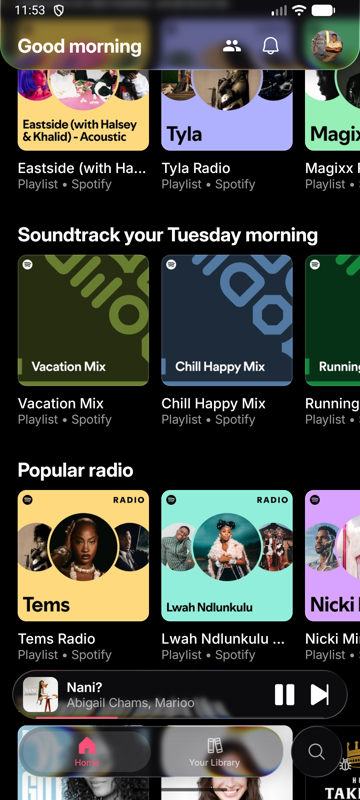 11:53
Good morning
Eastside (with Halsey
& Khalid) - Acoustic
Tyla
Eastside (with Ha...
Playlist • Spotify
Tyla Radio
Playlist • Spotify
Playlist •
Soundtrack your Tuesday morning
Vacation Mix
Chill Happy Mix
Running
Vacation Mix
Playlist • Spotify
Chill Happy Mix
Playlist • Spotify
Running
Playlist •
Popular radio
RADIO
Tems
RADIO
Lwah Ndlunkulu
Nicki
Tems Radio
Playlist • Spotify
Lwah Ndlunkulu ...
Playlist • Spotify
Nicki Mi
Playlist •
NANI?
Nani?
Abigail Chams, Marioo
Home
Your Library